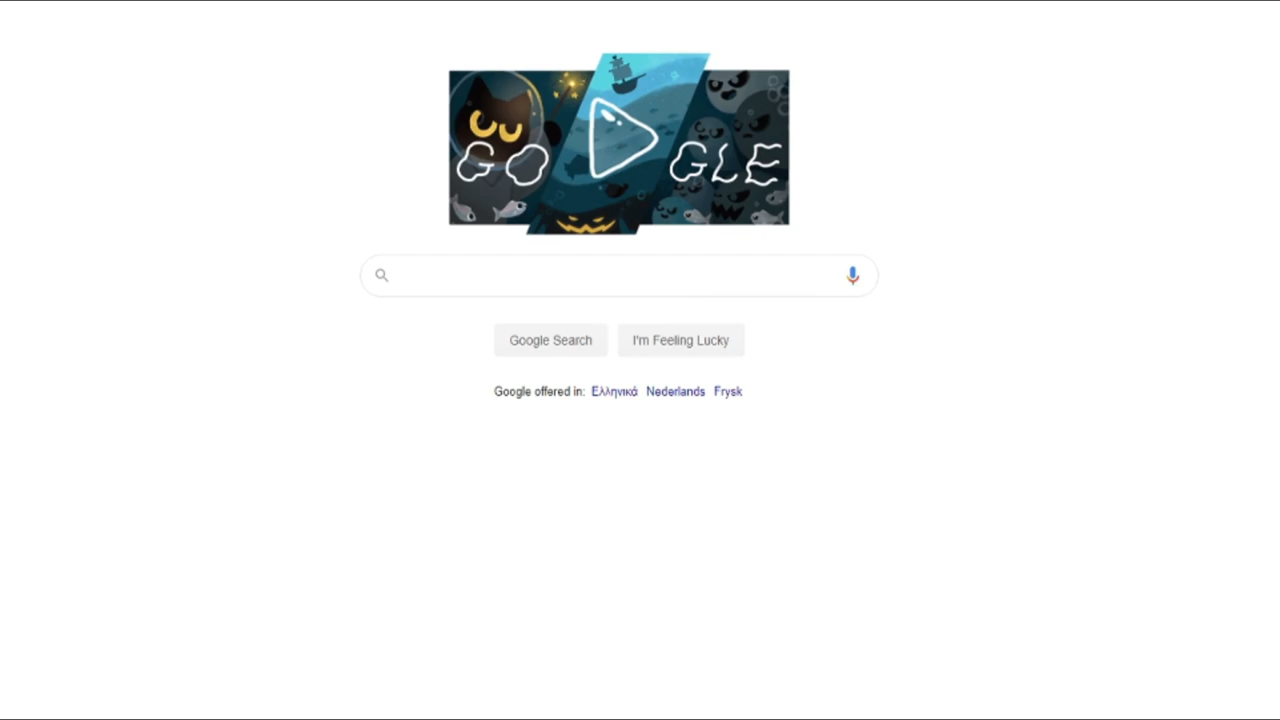 GO GLE
Google Search I'm Feeling Lucky
Google offered in: Ελληνικά Nederlands Frysk